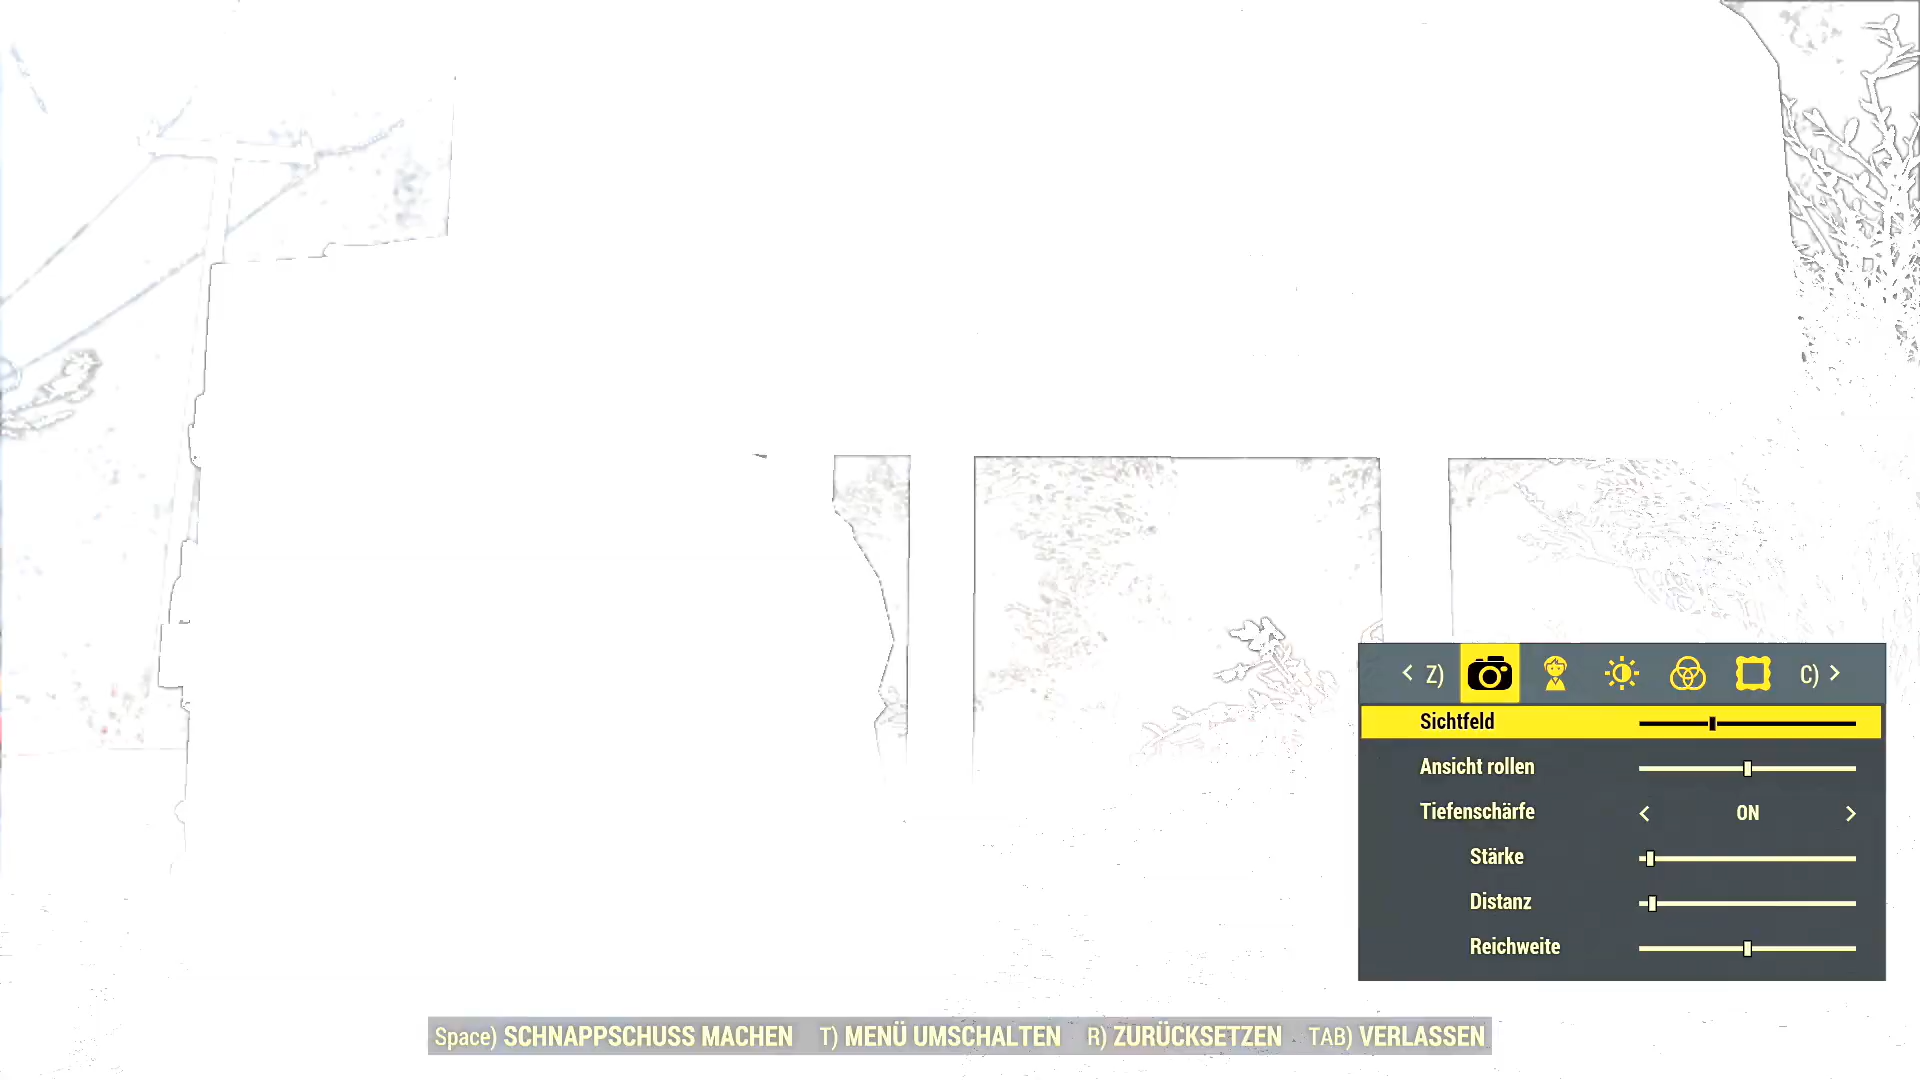 Z) C)
Sichtfeld
Ansicht rollen
Tiefenschärfe ON
Stärke
Distanz
Reichweite
Space) SCHNAPPSCHUSS MACHEN T) MENÜ UMSCHALTEN R) ZURÜCKSETZEN TAB) VERLASSEN